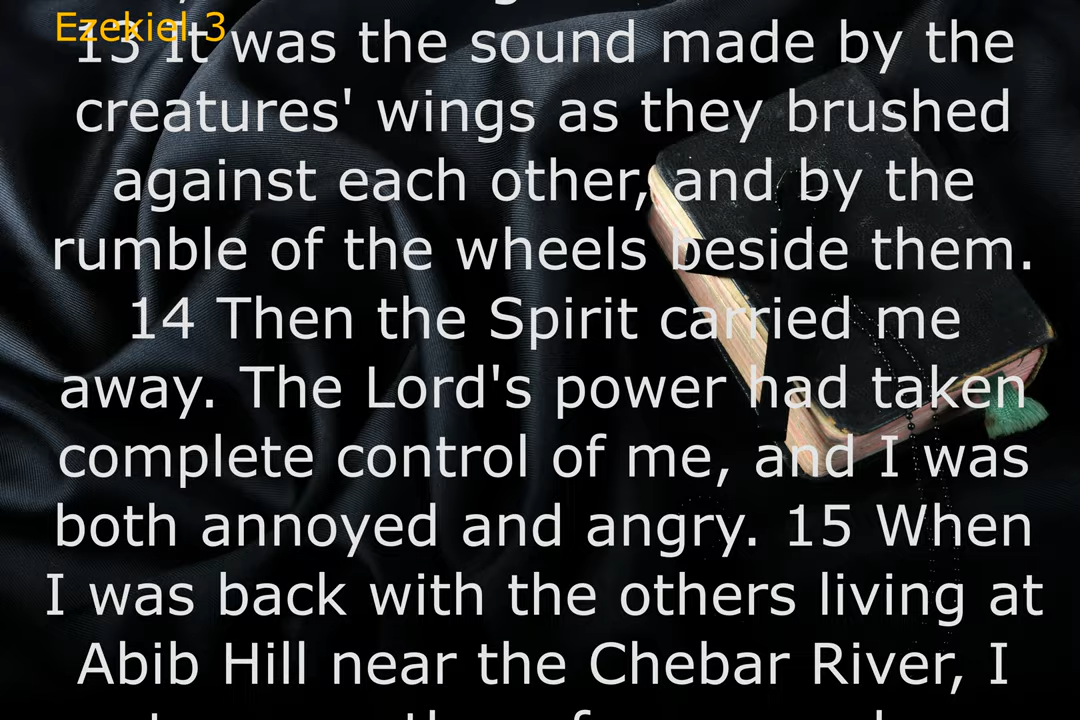 Ezekiel 3
13 It was the sound made by the
creatures' wings as they brushed
against each other, and by the
rumble of the wheels beside them.
14 Then the Spirit carried me
away. The Lord's power had taken
complete control of me, and I was
both annoyed and angry. 15 When
I was back with the others living at
Abib Hill near the Chebar River, I